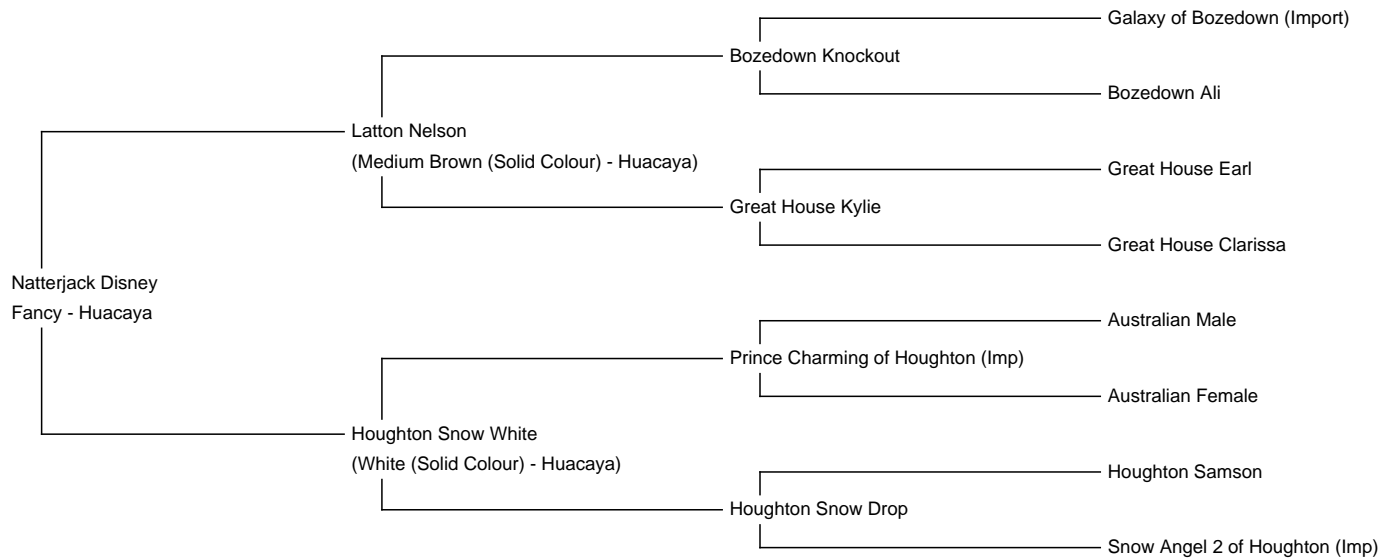 Galaxy of Bozedown (Import)
Bozedown Knockout
Bozedown Ali
Latton Nelson
(Medium Brown (Solid Colour) - Huacaya)
Great House Earl
Great House Kylie
Great House Clarissa
Natterjack Disney
Fancy - Huacaya
Australian Male
Prince Charming of Houghton (Imp)
Australian Female
Houghton Snow White
(White (Solid Colour) - Huacaya)
Houghton Samson
Houghton Snow Drop
Snow Angel 2 of Houghton (Imp)